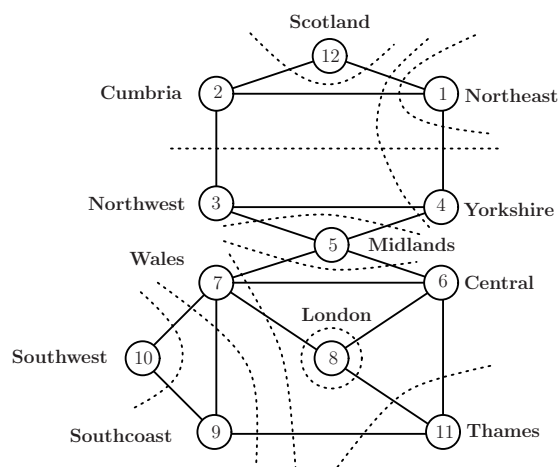 Scotland
12
Cumbria 2 1 Northeast
Northwest 3 4 Yorkshire
5 Midlands
Wales
7 6 Central
London
Southwest 10 8
Southcoast 9 11 Thames